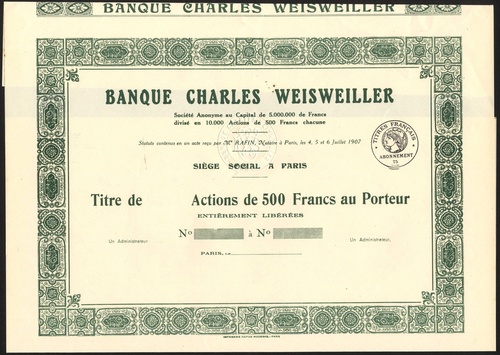 BANQUE CHARLES WEISWEILLER
BANQUE CHARLES WEISWEILLER
Société Anonyme au Capital de 5.000.000 de Francs
divisé en 10.000 Actions de 500 Francs chacune
Statuts contenus en un acte reçu par Me RAFIN, Notaire à Paris, les 4, 5 et 6 Juillet 1907
TITRES FRANÇAIS
ABONNEMENT
75
SIÈGE SOCIAL A PARIS
Titre de Actions de 500 Francs au Porteur
ENTIÈREMENT LIBÉRÉES
No à No
Un Administrateur Un Administrateur,
PARIS, LE